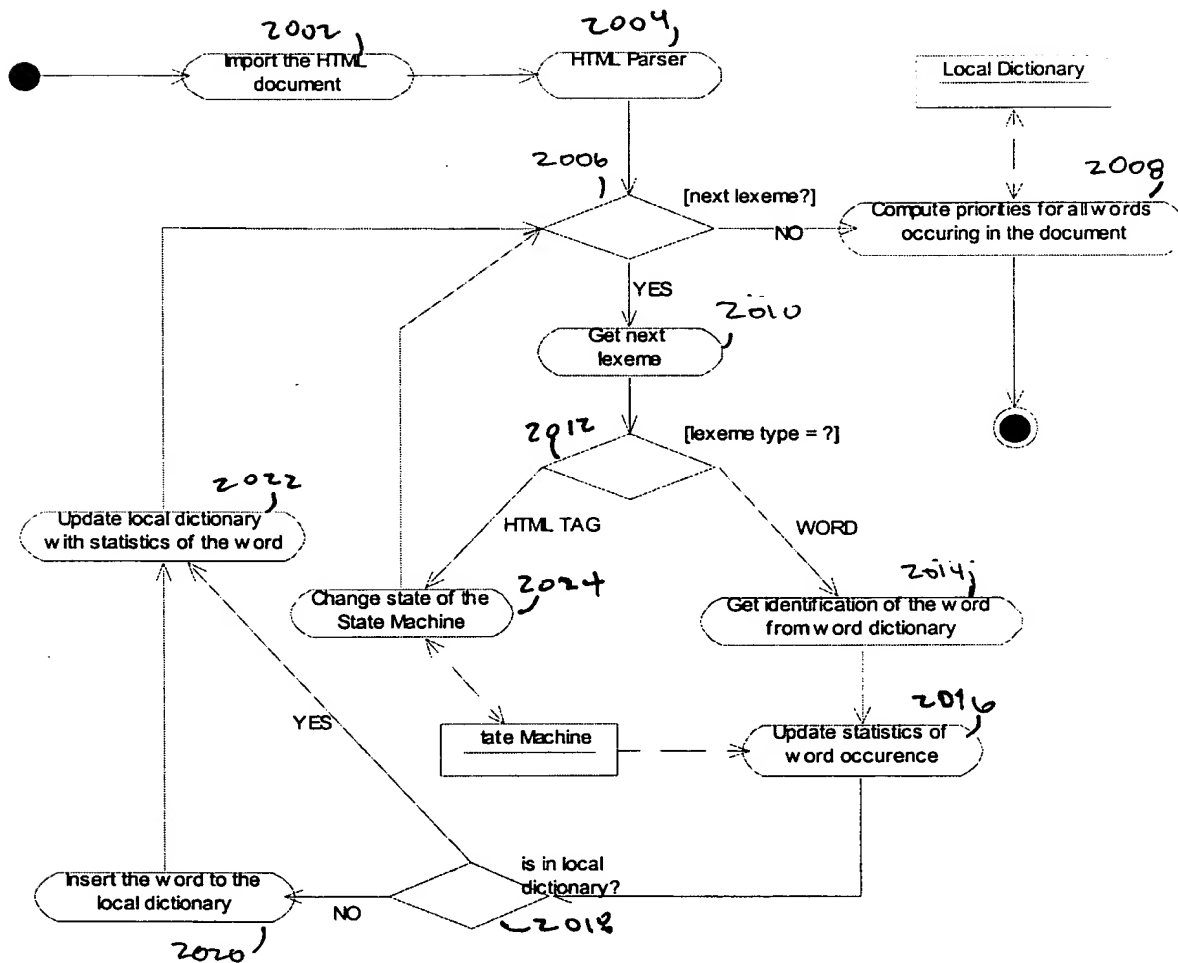 2002
Import the HTML
document
2004
HTML Parser
Local Dictionary
2006
[next lexeme?]
NO
2008
Compute priorities for all words
occuring in the document
YES
2010
Get next
lexeme
2012
[lexeme type = ?]
HTML TAG
WORD
2022
Update local dictionary
with statistics of the word
2024
Change state of the
State Machine
2014
Get identification of the word
from word dictionary
YES
tate Machine
2016
Update statistics of
word occurence
is in local
dictionary?
NO
2018
Insert the word to the
local dictionary
2020